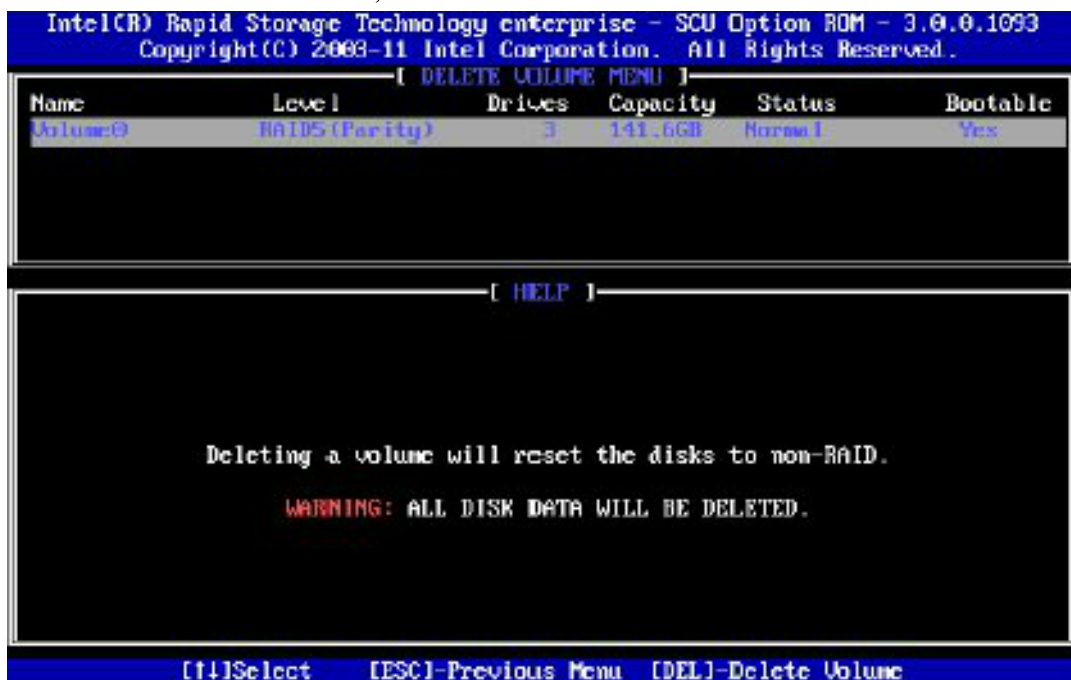 Intel(R) Rapid Storage Technology enterprise - SCU Option ROM - 3.0.0.1093
Copyright(C) 2003-11 Intel Corporation. All Rights Reserved.
[ DELETE VOLUME MENU ]
Name Level Drives Capacity Status Bootable
Volume0 RAID5(Parity) 3 141.6GB Normal Yes
[ HELP ]
Deleting a volume will reset the disks to non-RAID.
WARNING: ALL DISK DATA WILL BE DELETED.
[↑↓]Select [ESC]-Previous Menu [DEL]-Delete Volume